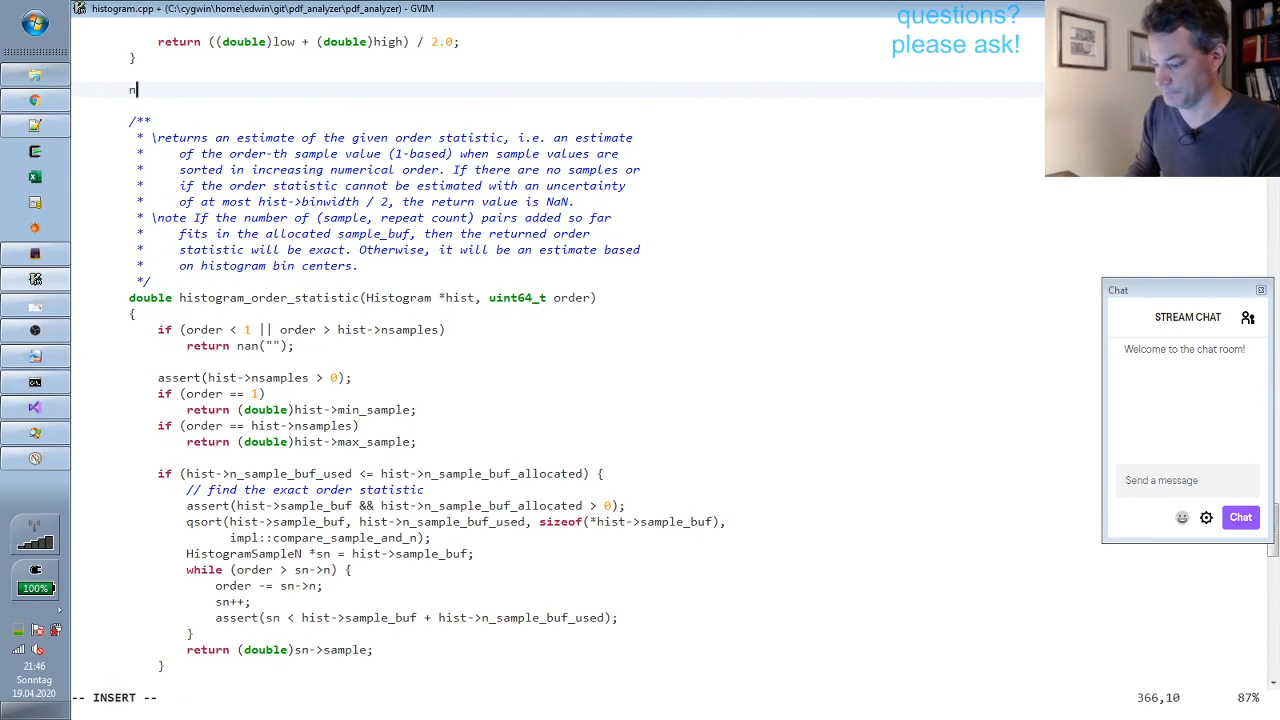 histogram.cpp + (C:\cygwin\home\edwin\git\pdf_analyzer\pdf_analyzer) - GVIM
questions?
please ask!
return ((double)low + (double)high) / 2.0;
}
n
/**
* \returns an estimate of the given order statistic, i.e. an estimate
of the order-th sample value (1-based) when sample values are
sorted in increasing numerical order. If there are no samples or
if the order statistic cannot be estimated with an uncertainty
of at most hist->binwidth / 2, the return value is NaN.
* \note If the number of (sample, repeat count) pairs added so far
fits in the allocated sample_buf, then the returned order
statistic will be exact. Otherwise, it will be an estimate based
on histogram bin centers.
*/
double histogram_order_statistic(Histogram *hist, uint64_t order)
{
if (order < 1 || order > hist->nsamples)
return nan("");
assert(hist->nsamples > 0);
if (order == 1)
return (double)hist->min_sample;
if (order == hist->nsamples)
return (double)hist->max_sample;
if (hist->n_sample_buf_used <= hist->n_sample_buf_allocated) {
// find the exact order statistic
assert(hist->sample_buf && hist->n_sample_buf_allocated > 0);
qsort(hist->sample_buf, hist->n_sample_buf_used, sizeof(*hist->sample_buf),
impl::compare_sample_and_n);
HistogramSampleN *sn = hist->sample_buf;
while (order > sn->n) {
order -= sn->n;
sn++;
assert(sn < hist->sample_buf + hist->n_sample_buf_used);
}
return (double)sn->sample;
}
-- INSERT --
366,10
87%
Chat
STREAM CHAT
Welcome to the chat room!
Send a message
Chat
100%
21:46
Sonntag
19.04.2020